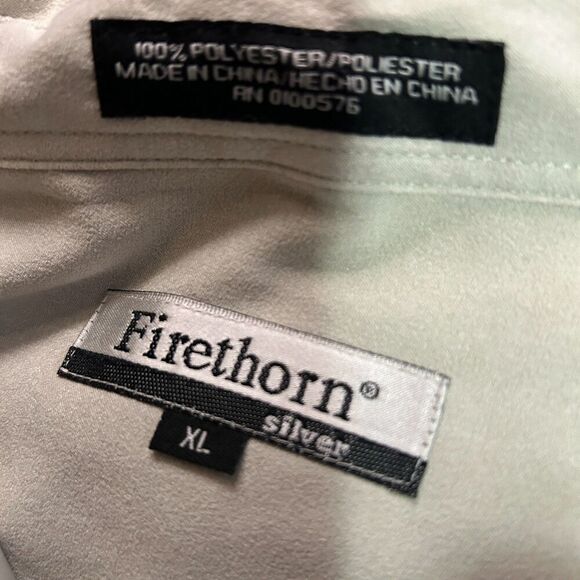 100% POLYESTER/POLIESTER
MADE IN CHINA/HECHO EN CHINA
RN 0100576
Firethorn®
silver
XL